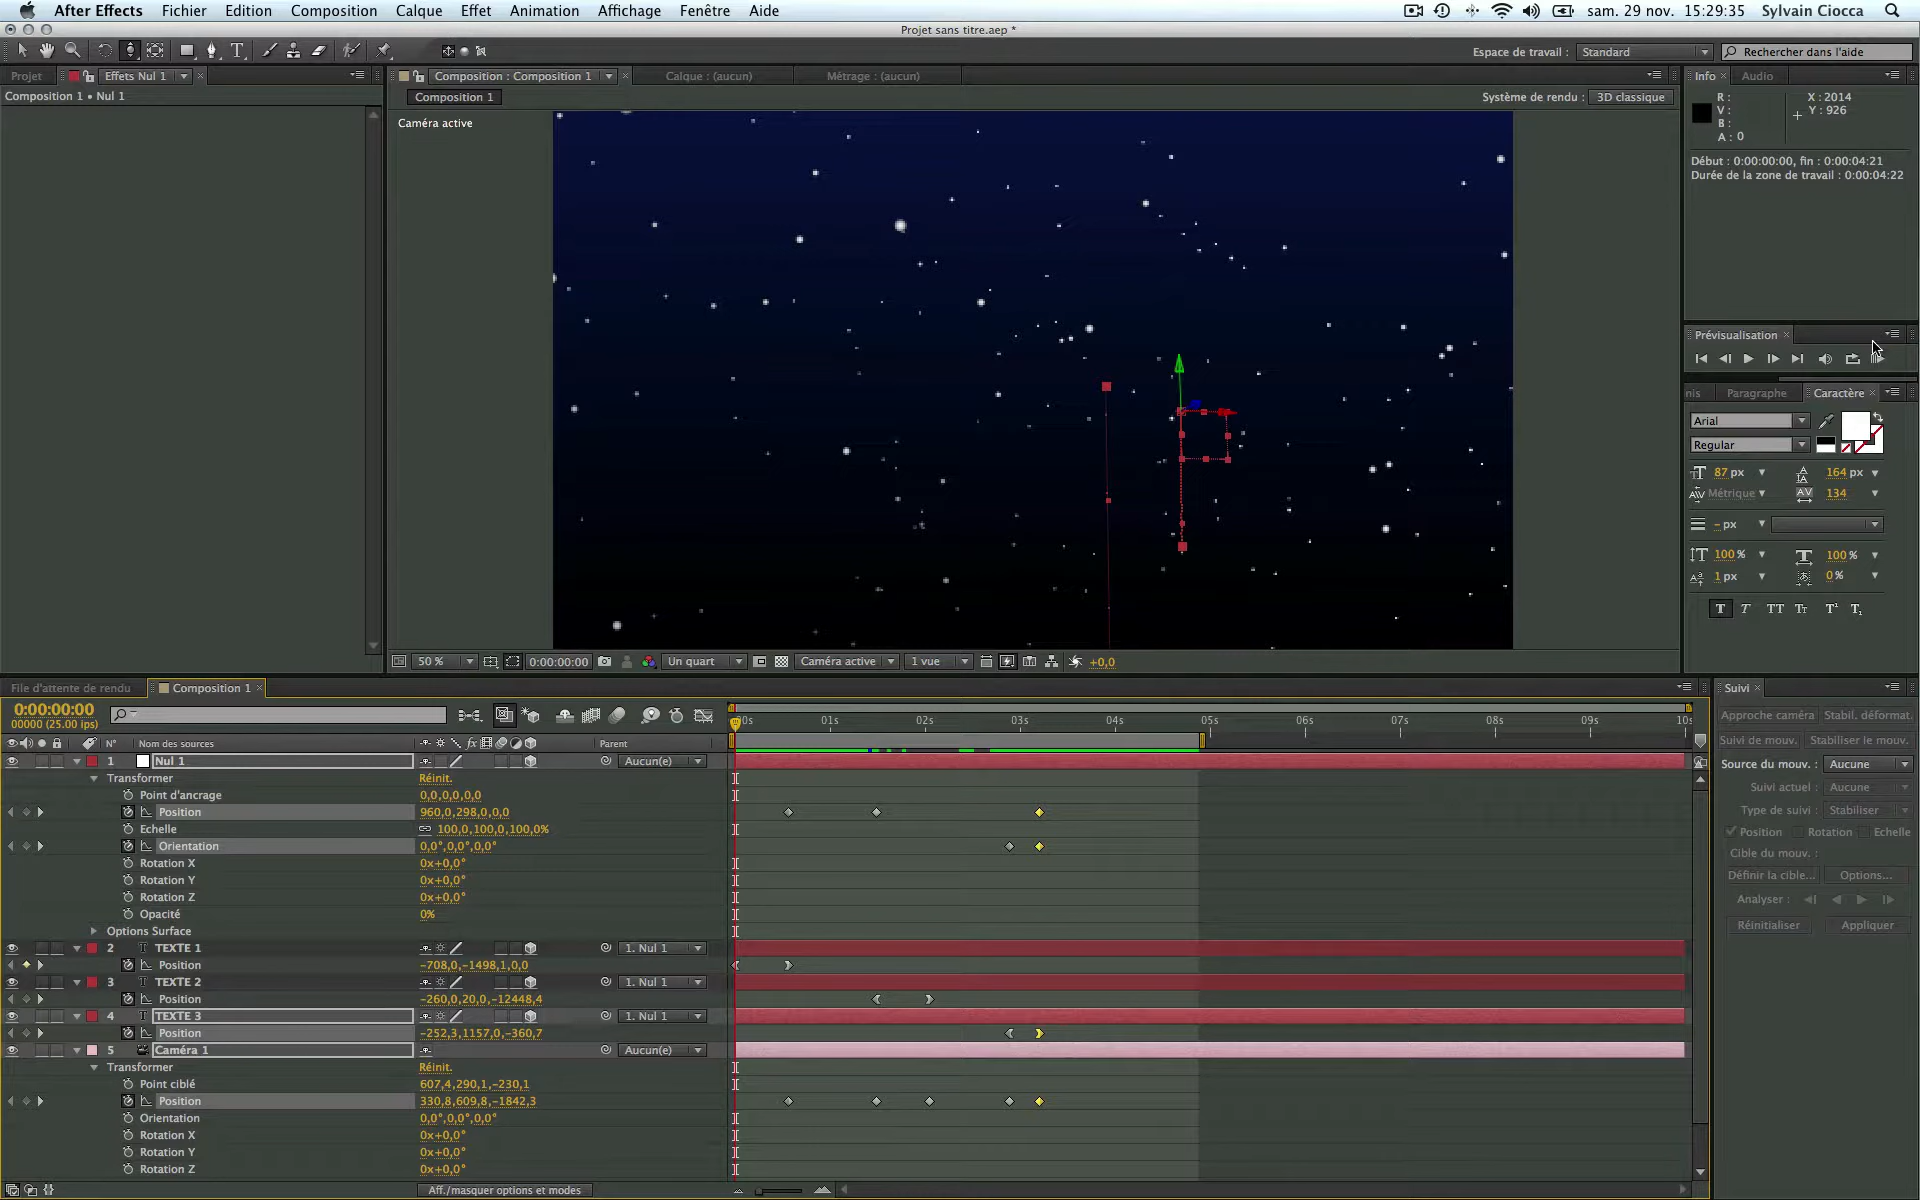 After Effects Fichier Edition Composition Calque Effet Animation Affichage Fenêtre Aide sam. 29 nov. 15:29:35 Sylvain Ciocca
Projet sans titre.aep *
Espace de travail : Standard Rechercher dans l'aide
Projet Effets Nul 1 Composition : Composition 1 Calque : (aucun) Métrage : (aucun) Info Audio
Composition 1 • Nul 1 Composition 1 Système de rendu : 3D classique
R : X : 2014
V : Y : 926
B :
A : 0
Caméra active
Début : 0:00:00:00, fin : 0:00:04:21
Durée de la zone de travail : 0:00:04:22
Prévisualisation
nis Paragraphe Caractère
Arial
Regular
87 px 164 px
Métrique 134
– px
100 % 100 %
1 px 0 %
T T TT Tt T¹ T₁
50 % 0:00:00:00 Un quart Caméra active 1 vue +0,0
File d'attente de rendu Composition 1 Suivi
0:00:00:00
00000 (25.00 ips)
00s 01s 02s 03s 04s 05s 06s 07s 08s 09s 10s
Approche caméra Stabil. déformat.
Suivi de mouv. Stabiliser le mouv.
Source du mouv. : Aucune
Suivi actuel : Aucune
Type de suivi : Stabiliser
Position Rotation Echelle
Cible du mouv. :
Définir la cible... Options...
Analyser :
Réinitialiser Appliquer
N° Nom des sources fx Parent
1 Nul 1 Aucun(e)
Transformer Réinit.
Point d'ancrage 0,0,0,0,0,0
Position 960,0,298,0,0,0
Echelle 100,0,100,0,100,0%
Orientation 0,0°,0,0°,0,0°
Rotation X 0x+0,0°
Rotation Y 0x+0,0°
Rotation Z 0x+0,0°
Opacité 0%
Options Surface
2 T TEXTE 1 1. Nul 1
Position -708,0,-1498,1,0,0
3 T TEXTE 2 1. Nul 1
Position -260,0,20,0,-12448,4
4 T TEXTE 3 1. Nul 1
Position -252,3,1157,0,-360,7
5 Caméra 1 Aucun(e)
Transformer Réinit.
Point ciblé 607,4,290,1,-230,1
Position 330,8,609,8,-1842,3
Orientation 0,0°,0,0°,0,0°
Rotation X 0x+0,0°
Rotation Y 0x+0,0°
Rotation Z 0x+0,0°
Aff./masquer options et modes